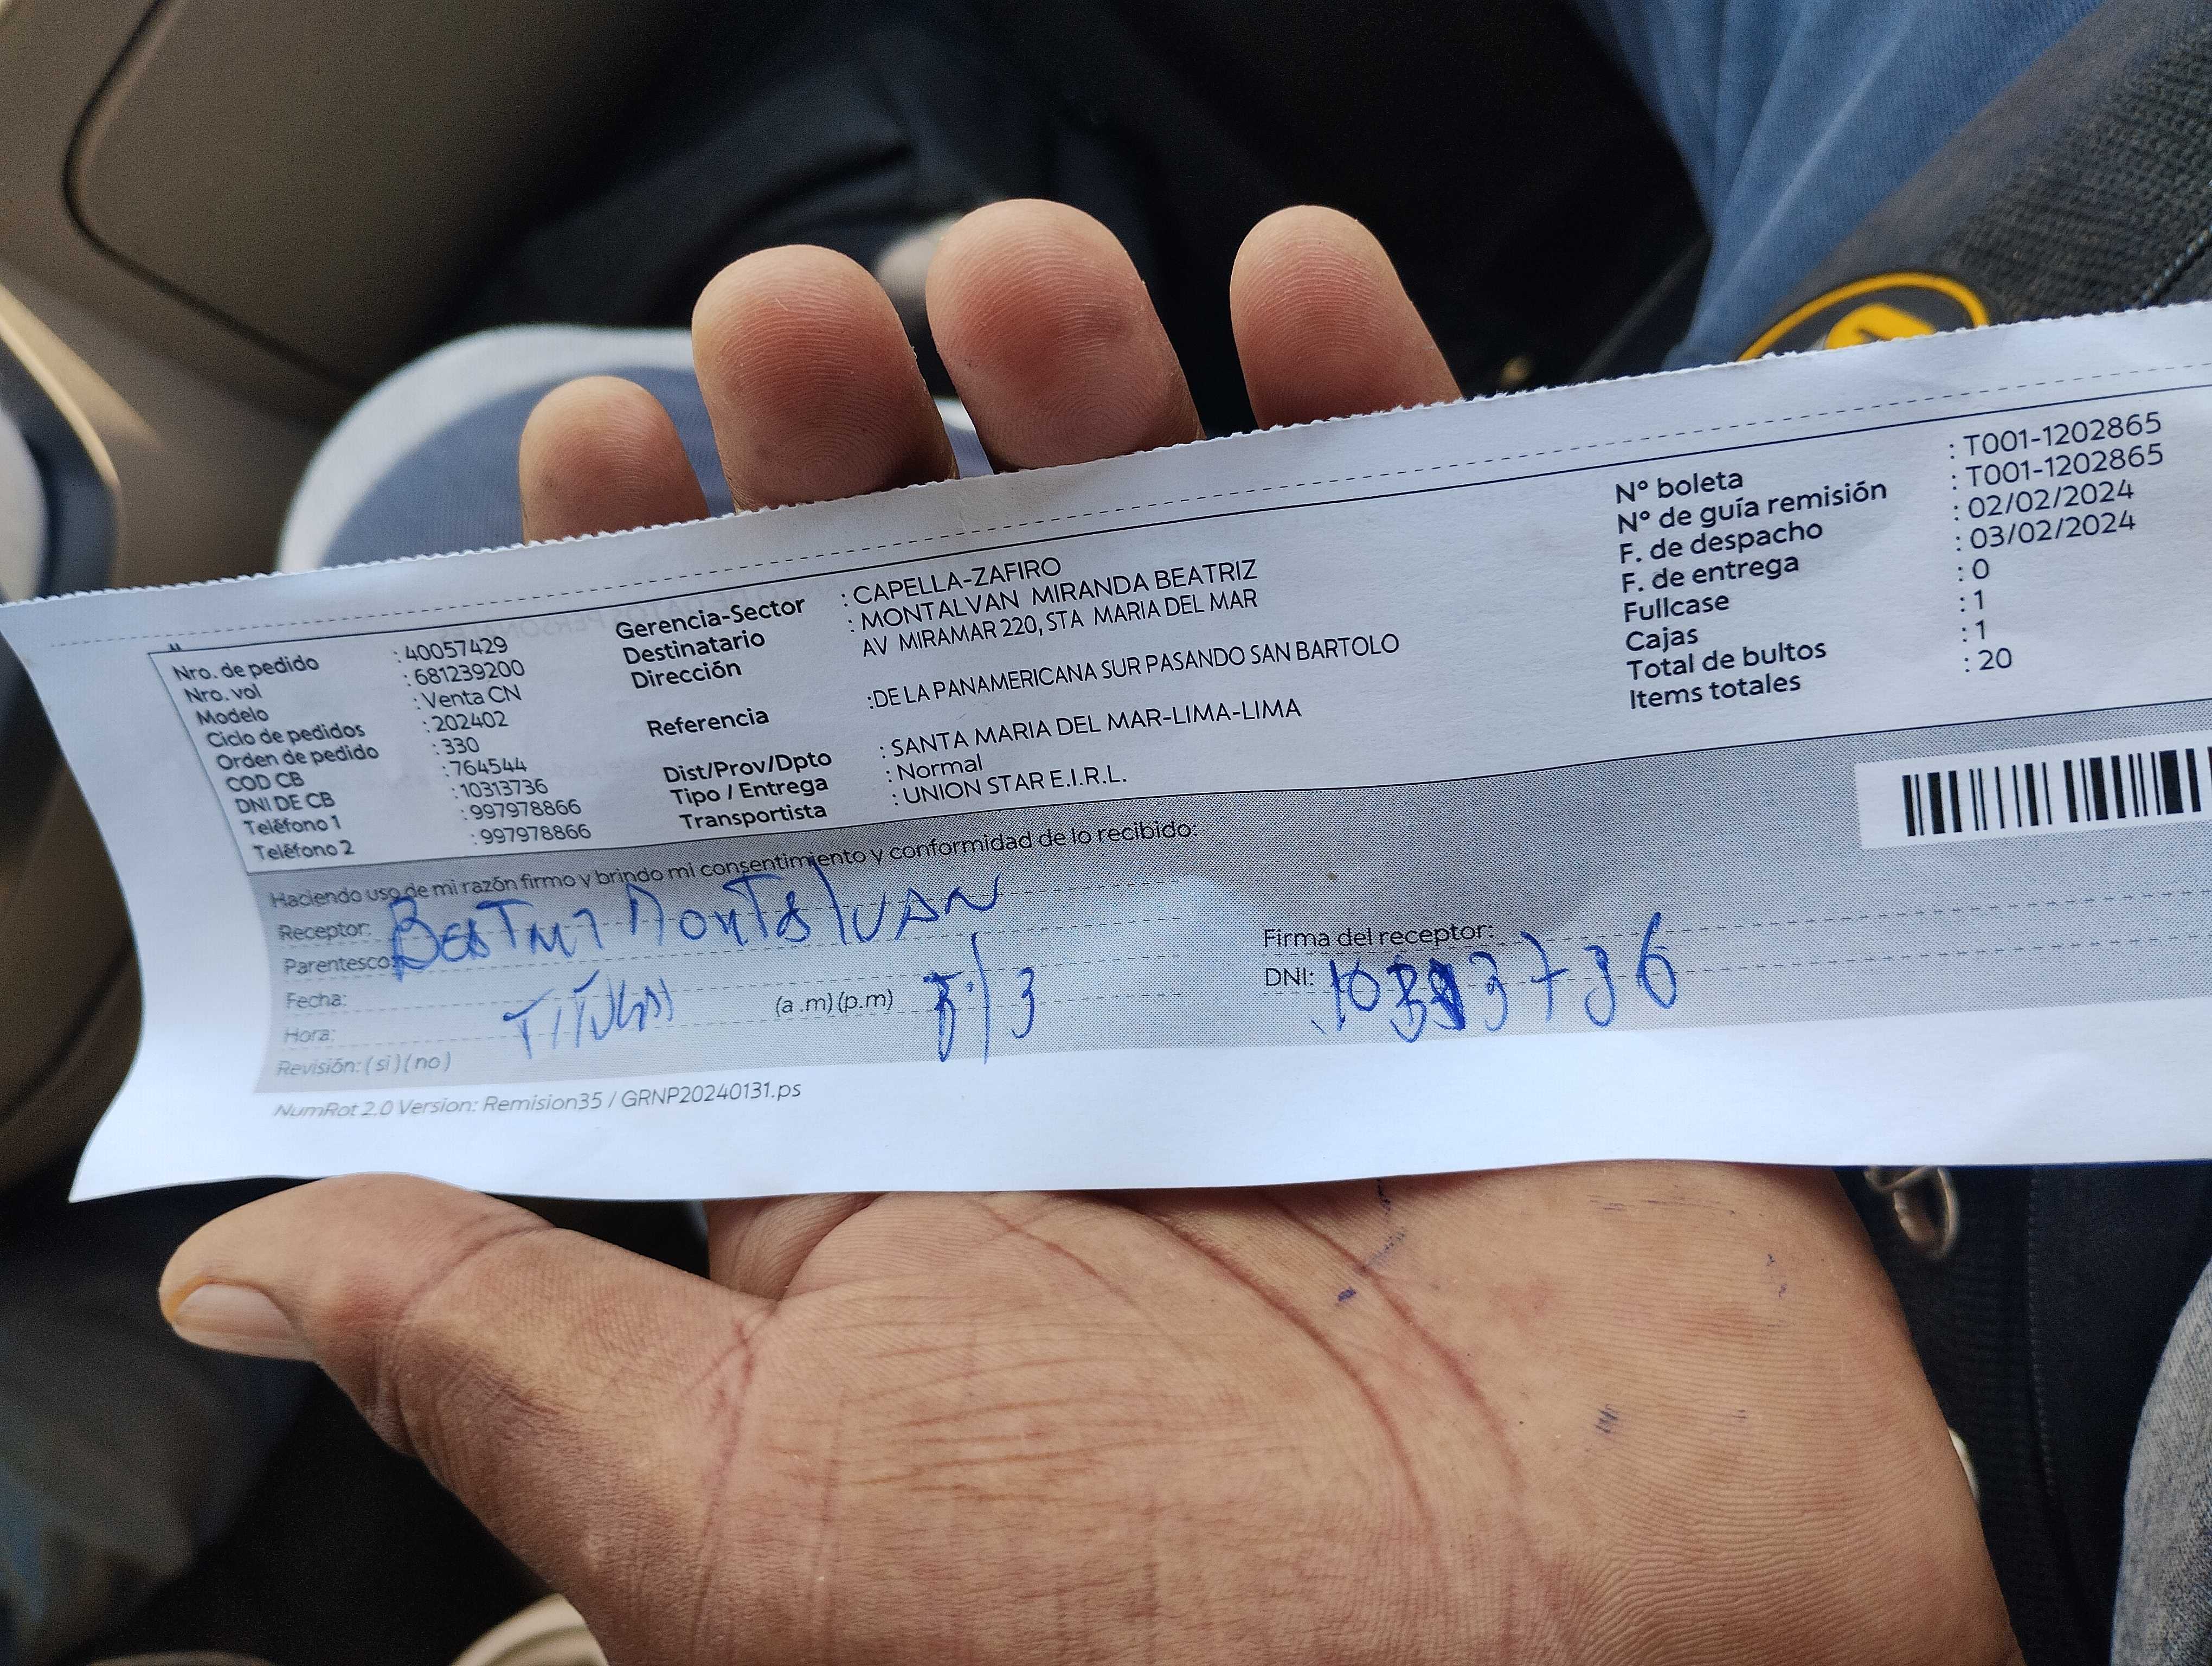 Nro. de pedido : 40057429
Nro. vol : 681239200
Modelo : Venta CN
Ciclo de pedidos : 202402
Orden de pedido : 330
COD CB : 764544
DNI DE CB : 10313736
Teléfono 1 : 997978866
Teléfono 2 : 997978866
Gerencia-Sector : CAPELLA-ZAFIRO
Destinatario : MONTALVAN MIRANDA BEATRIZ
Dirección AV MIRAMAR 220, STA MARIA DEL MAR
Referencia :DE LA PANAMERICANA SUR PASANDO SAN BARTOLO
Dist/Prov/Dpto : SANTA MARIA DEL MAR-LIMA-LIMA
Tipo / Entrega : Normal
Transportista : UNION STAR E.I.R.L.
Nº boleta : T001-1202865
Nº de guía remisión : T001-1202865
F. de despacho : 02/02/2024
F. de entrega : 03/02/2024
Fullcase : 0
Cajas : 1
Total de bultos : 1
Items totales : 20
Haciendo uso de mi razón firmo y brindo mi consentimiento y conformidad de lo recibido:
Receptor: Beatriz Montalvan
Parentesco:
Fecha:
Hora: Titular (a.m)(p.m)
Revisión: (si) (no)
Firma del receptor:
DNI: 10313736
NumRot 2.0 Version: Remision35 / GRNP20240131.ps